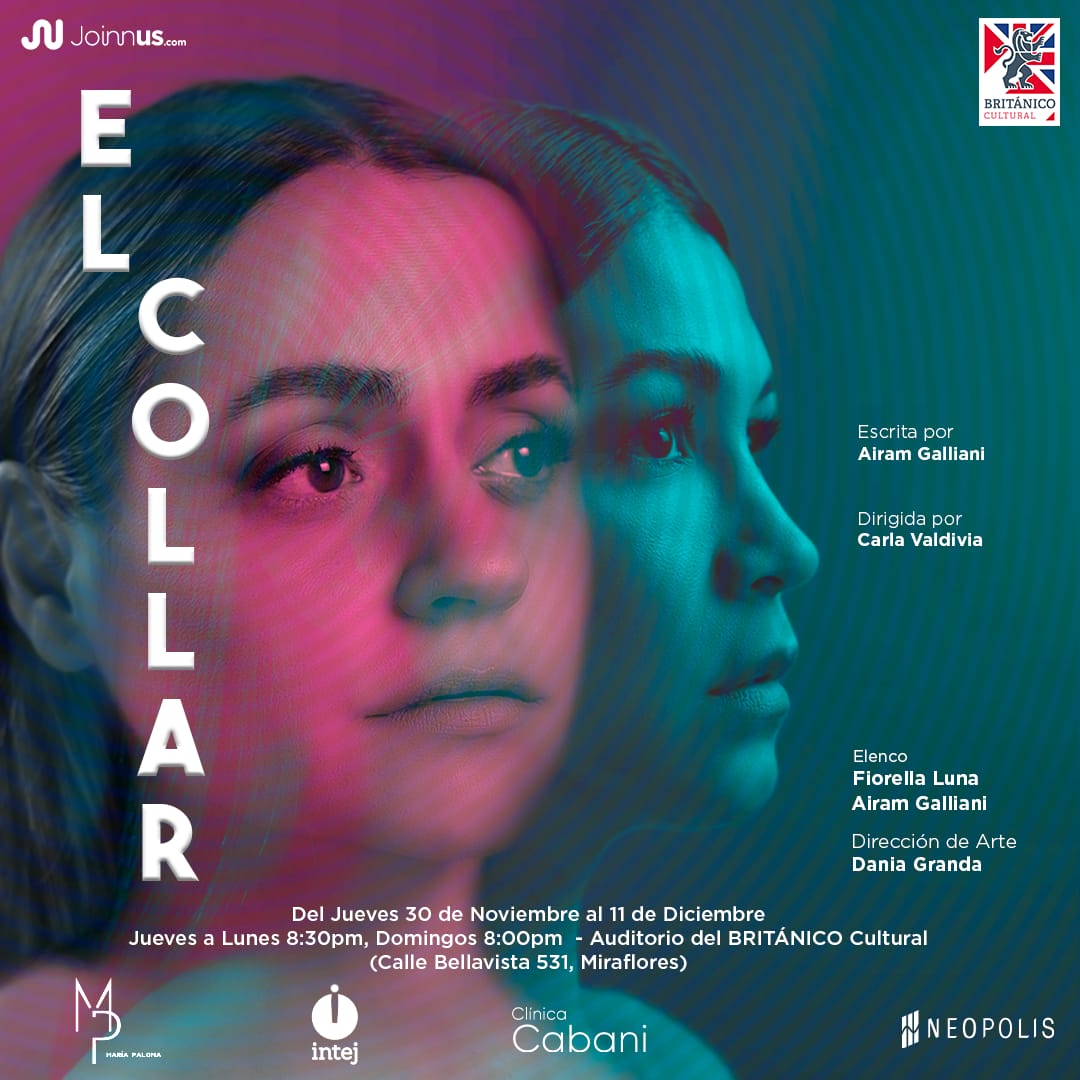 Joinnus.com
BRITÁNICO
CULTURAL
EL COLLAR
Escrita por
Airam Galliani
Dirigida por
Carla Valdivia
Elenco
Fiorella Luna
Airam Galliani
Dirección de Arte
Dania Granda
Del Jueves 30 de Noviembre al 11 de Diciembre
Jueves a Lunes 8:30pm, Domingos 8:00pm - Auditorio del BRITÁNICO Cultural
(Calle Bellavista 531, Miraflores)
MP
MARÍA PALOMA
intej
Clínica
Cabani
NEOPOLIS